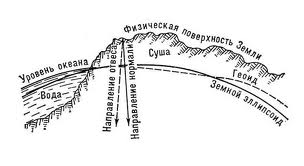 Физическая поверхность Земли
Уровень океана
Суша
Геоид
Вода
Земной эллипсоид
Направление отвеса
Направление нормали